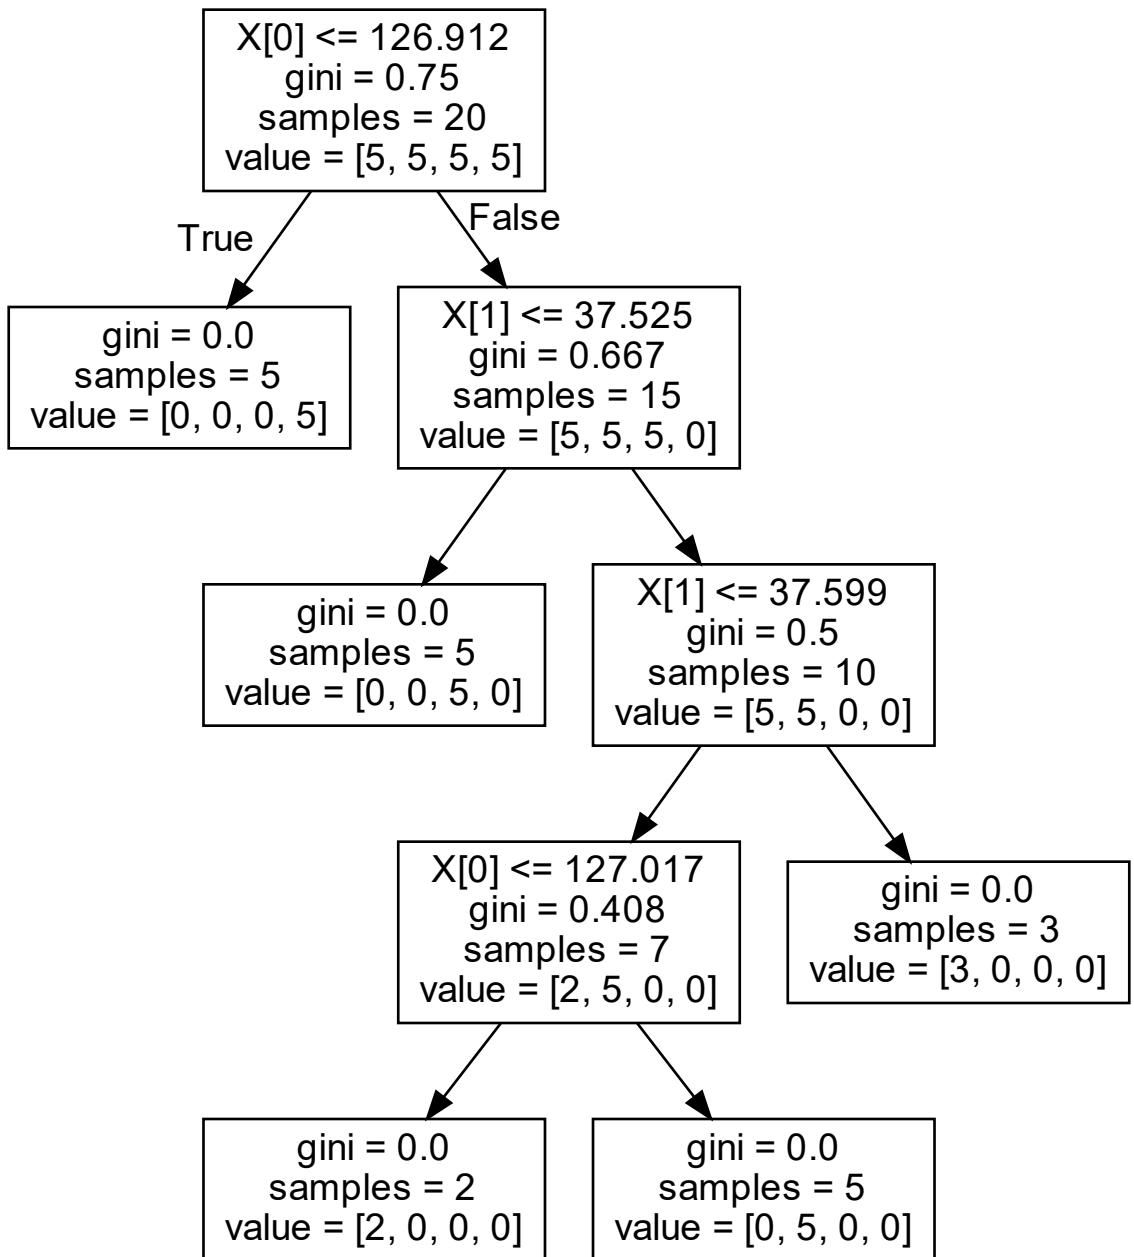 X[0] <= 126.912
gini = 0.75
samples = 20
value = [5, 5, 5, 5]
True
False
gini = 0.0
samples = 5
value = [0, 0, 0, 5]
X[1] <= 37.525
gini = 0.667
samples = 15
value = [5, 5, 5, 0]
gini = 0.0
samples = 5
value = [0, 0, 5, 0]
X[1] <= 37.599
gini = 0.5
samples = 10
value = [5, 5, 0, 0]
X[0] <= 127.017
gini = 0.408
samples = 7
value = [2, 5, 0, 0]
gini = 0.0
samples = 3
value = [3, 0, 0, 0]
gini = 0.0
samples = 2
value = [2, 0, 0, 0]
gini = 0.0
samples = 5
value = [0, 5, 0, 0]